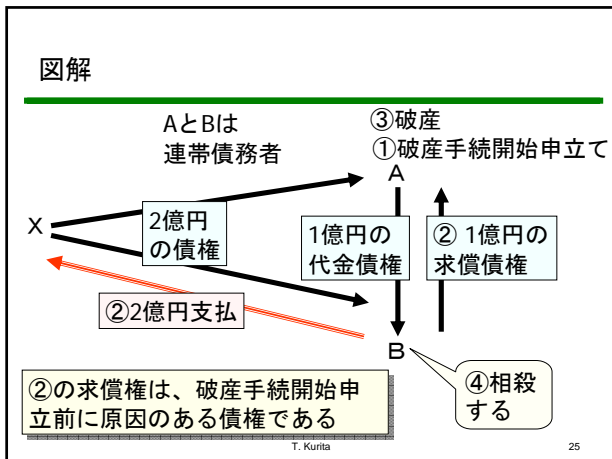 図解
AとBは
連帯債務者
③破産
①破産手続開始申立て
A
X
2億円
の債権
1億円の
代金債権
② 1億円の
求償債権
②2億円支払
B
④相殺
する
②の求償権は、破産手続開始申
立前に原因のある債権である
T. Kurita
25